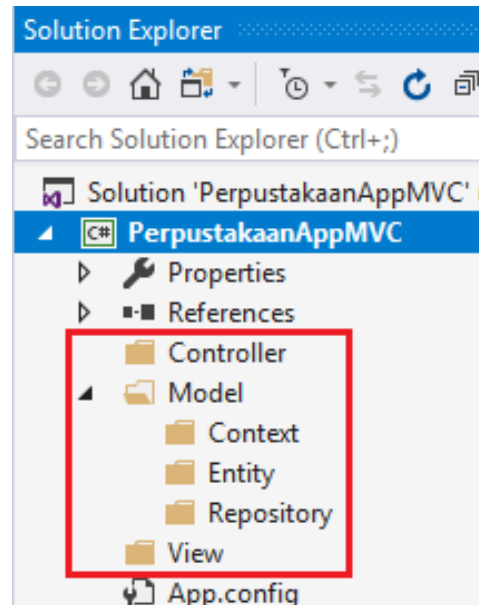 Solution Explorer
Search Solution Explorer (Ctrl+;)
Solution 'PerpustakaanAppMVC'
C# PerpustakaanAppMVC
Properties
References
Controller
Model
Context
Entity
Repository
View
App.config